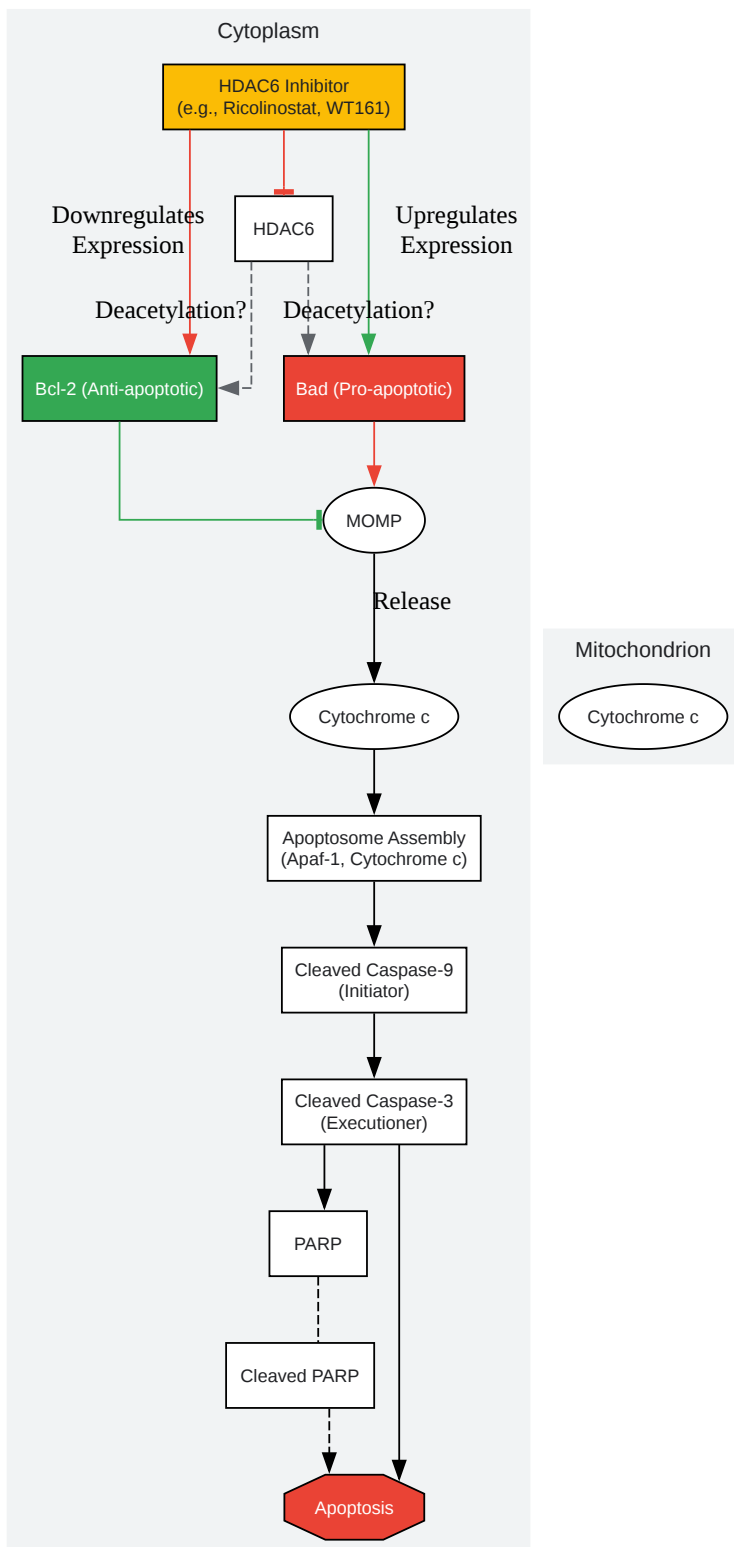 Cytoplasm
HDAC6 Inhibitor
(e.g., Ricolinostat, WT161)
Downregulates
Expression
HDAC6
Upregulates
Expression
Deacetylation?
Deacetylation?
Bcl-2 (Anti-apoptotic)
Bad (Pro-apoptotic)
MOMP
Release
Mitochondrion
Cytochrome c
Cytochrome c
Apoptosome Assembly
(Apaf-1, Cytochrome c)
Cleaved Caspase-9
(Initiator)
Cleaved Caspase-3
(Executioner)
PARP
Cleaved PARP
Apoptosis